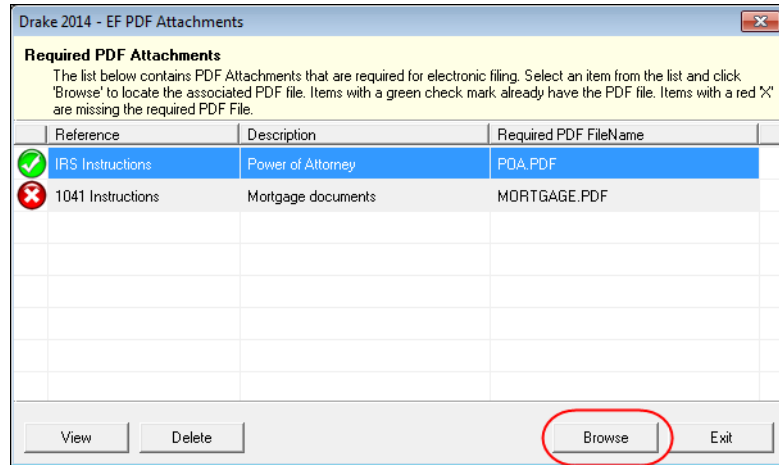 Drake 2014 - EF PDF Attachments
Required PDF Attachments
The list below contains PDF Attachments that are required for electronic filing. Select an item from the list and click
'Browse' to locate the associated PDF file. Items with a green check mark already have the PDF file. Items with a red 'X'
are missing the required PDF File.
Reference Description Required PDF FileName
IRS Instructions Power of Attorney POA.PDF
1041 Instructions Mortgage documents MORTGAGE.PDF
View Delete Browse Exit